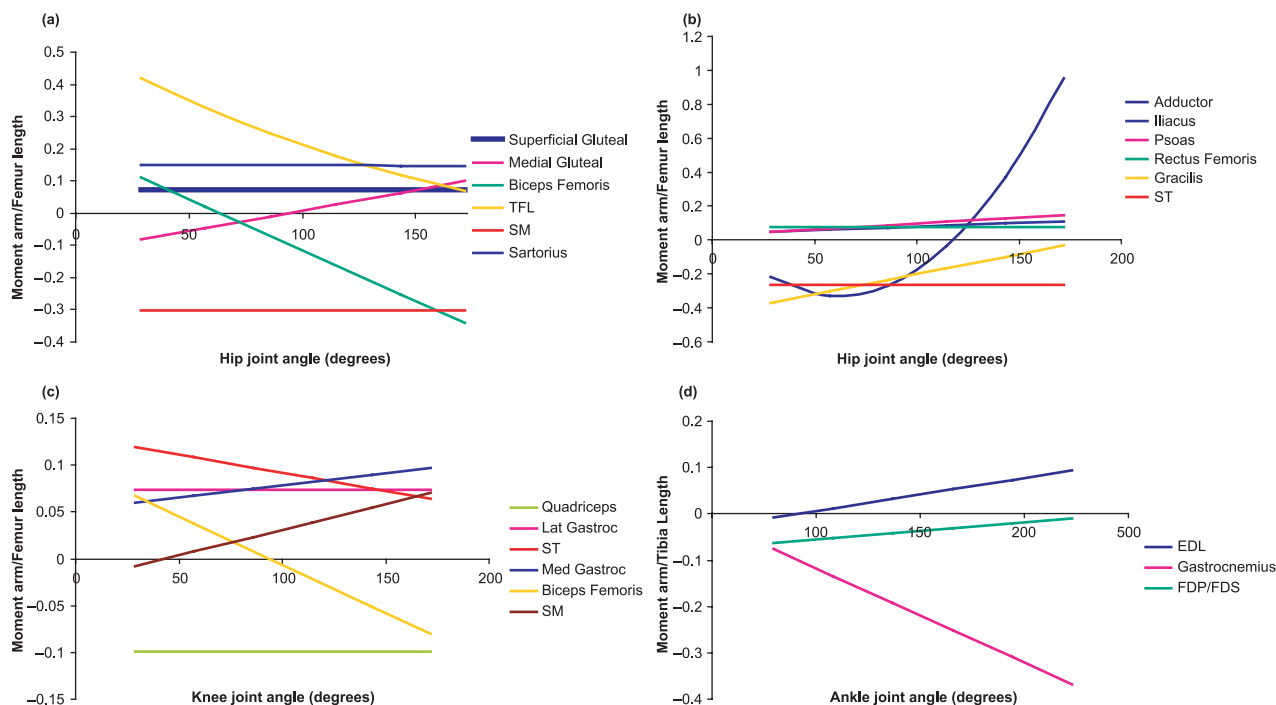 (a)
Moment arm/Femur length
0.5
0.4
0.3
0.2
0.1
0
−0.1
−0.2
−0.3
−0.4
0
50
100
150
Hip joint angle (degrees)
Superficial Gluteal
Medial Gluteal
Biceps Femoris
TFL
SM
Sartorius
(b)
Moment arm/Femur length
1.2
1
0.8
0.6
0.4
0.2
0
−0.2
−0.4
−0.6
0
50
100
150
200
Hip joint angle (degrees)
Adductor
Iliacus
Psoas
Rectus Femoris
Gracilis
ST
(c)
Moment arm/Femur length
0.15
0.1
0.05
0
−0.05
−0.1
−0.15
0
50
100
150
200
Knee joint angle (degrees)
Quadriceps
Lat Gastroc
ST
Med Gastroc
Biceps Femoris
SM
(d)
Moment arm/Tibia Length
0.2
0.1
0
−0.1
−0.2
−0.3
−0.4
100
150
200
500
Ankle joint angle (degrees)
EDL
Gastrocnemius
FDP/FDS